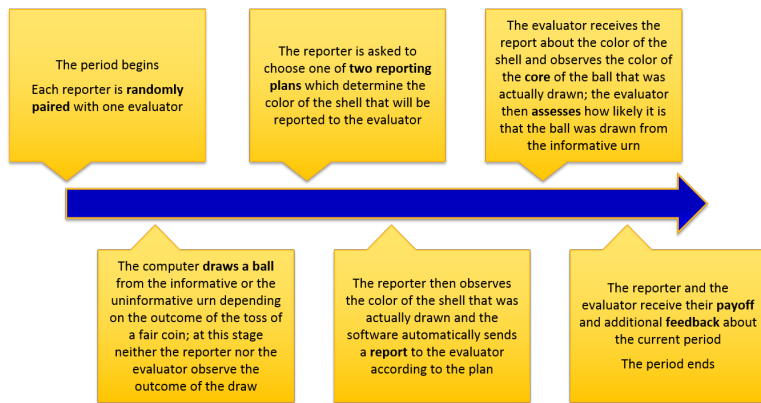 The period begins
Each reporter is randomly
paired with one evaluator
The computer draws a ball
from the informative or the
uninformative urn depending
on the outcome of the toss of
a fair coin; at this stage
neither the reporter nor the
evaluator observe the
outcome of the draw
The reporter is asked to
choose one of two reporting
plans which determine the
color of the shell that will be
reported to the evaluator
The reporter then observes
the color of the shell that was
actually drawn and the
software automatically sends
a report to the evaluator
according to the plan
The evaluator receives the
report about the color of the
shell and observes the color of
the core of the ball that was
actually drawn; the evaluator
then assesses how likely it is
that the ball was drawn from
the informative urn
The reporter and the
evaluator receive their payoff
and additional feedback about
the current period
The period ends